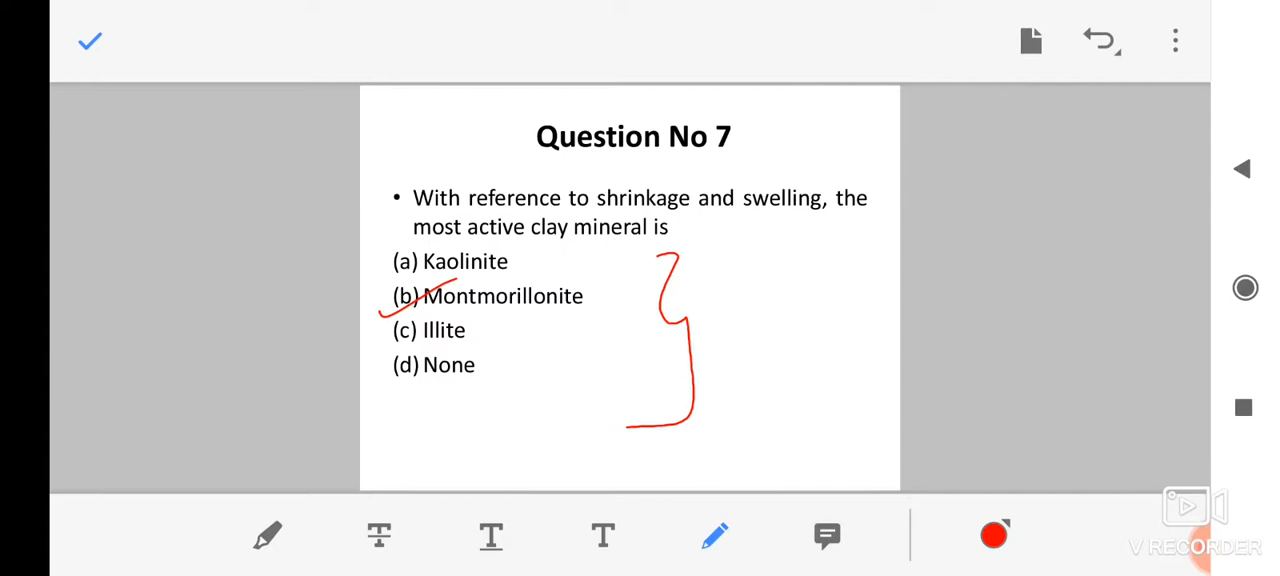 Question No 7
• With reference to shrinkage and swelling, the
most active clay mineral is
(a) Kaolinite
(b) Montmorillonite
(c) Illite
(d) None
T
T
T
V RECORDER